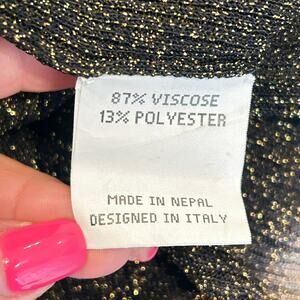 87% VISCOSE
13% POLYESTER
MADE IN NEPAL
DESIGNED IN ITALY